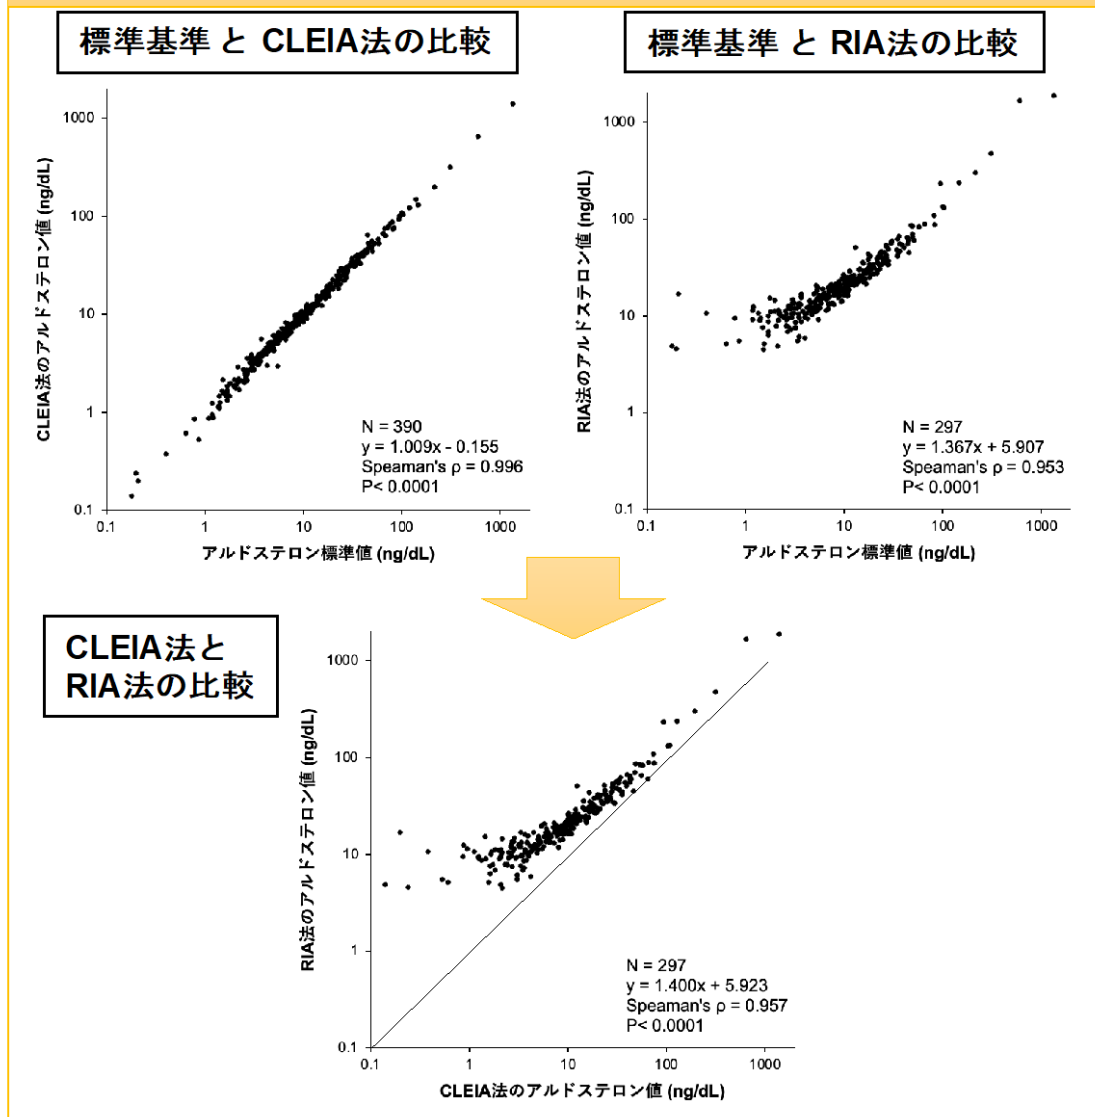 標準基準 と CLEIA法の比較
CLEIA法のアルドステロン値 (ng/dL)
1000
100
10
1
0.1
N = 390
y = 1.009x - 0.155
Speaman's ρ = 0.996
P< 0.0001
0.1 1 10 100 1000
アルドステロン標準値 (ng/dL)
標準基準 と RIA法の比較
RIA法のアルドステロン値 (ng/dL)
1000
100
10
1
0.1
N = 297
y = 1.367x + 5.907
Speaman's ρ = 0.953
P< 0.0001
0.1 1 10 100 1000
アルドステロン標準値 (ng/dL)
CLEIA法と
RIA法の比較
RIA法のアルドステロン値 (ng/dL)
1000
100
10
1
0.1
N = 297
y = 1.400x + 5.923
Speaman's ρ = 0.957
P< 0.0001
0.1 1 10 100 1000
CLEIA法のアルドステロン値 (ng/dL)